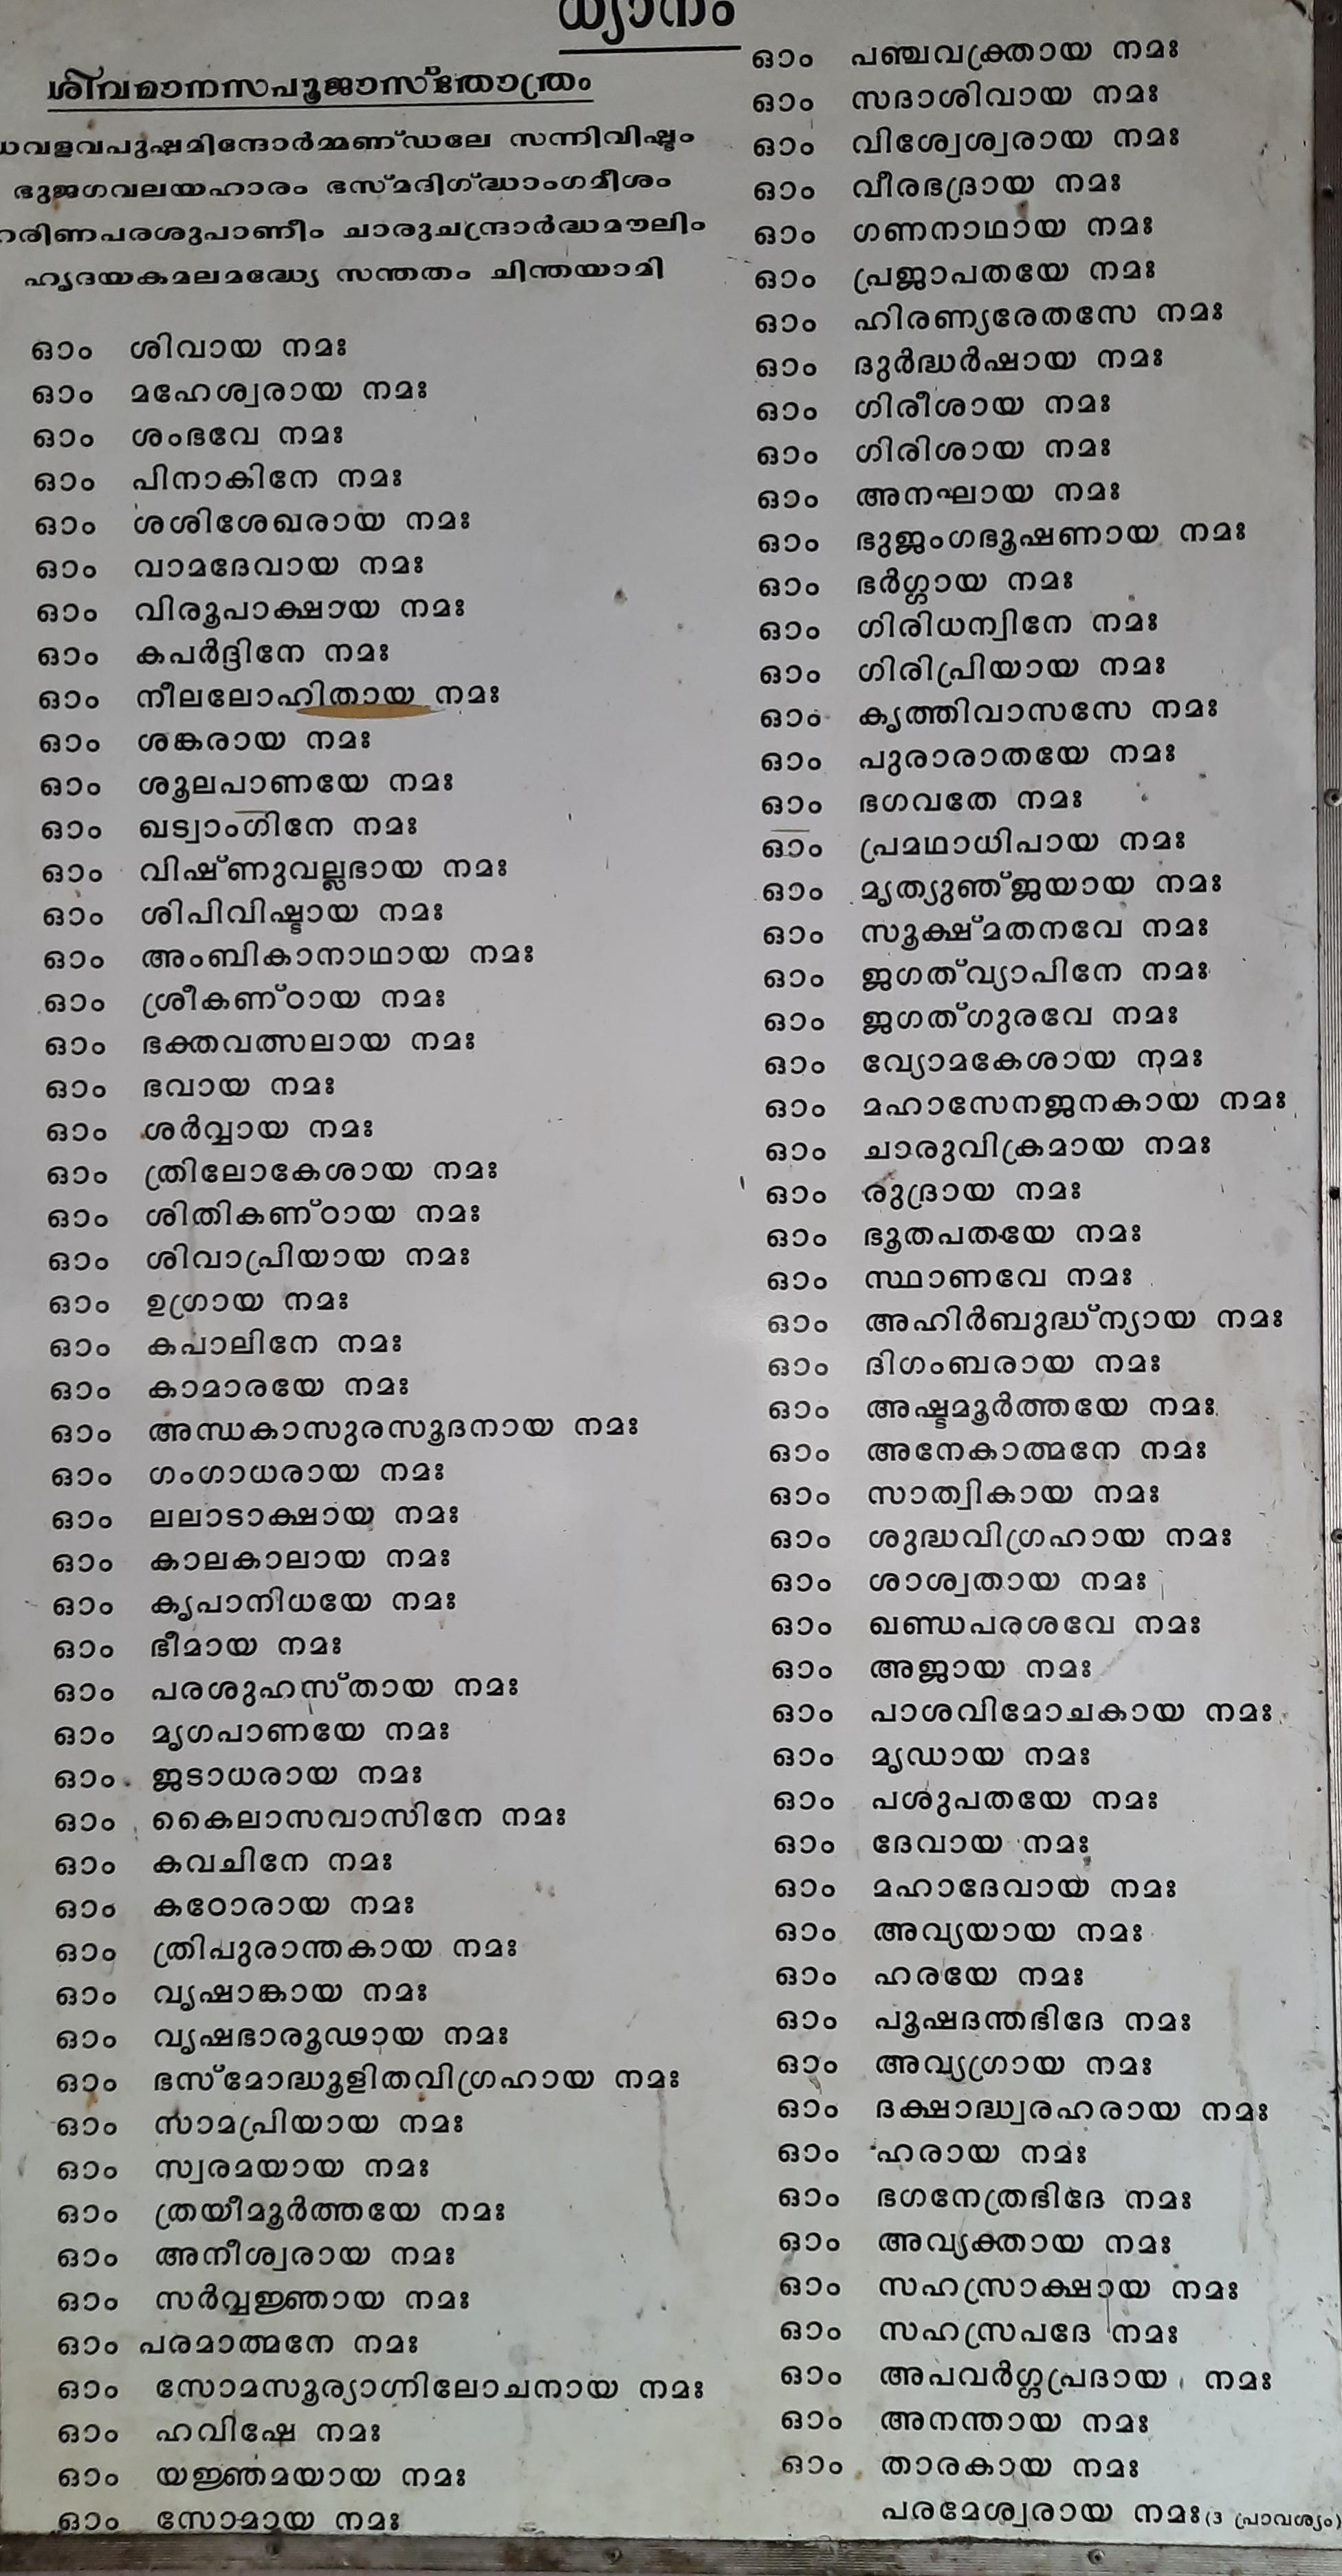 ധ്യാനം
ശിവമാനസപൂജാസ്തോത്രം
ധവളവപുഷമിന്ദോർമ്മണ്ഡലേ സന്നിവിഷ്ടം
ഭുജഗവലയഹാരം ഭസ്മദിഗ്ദ്ധാംഗമീശം
ഹരിണപരശുപാണീം ചാരുചന്ദ്രാർദ്ധമൗലിം
ഹൃദയകമലമദ്ധ്യേ സന്തതം ചിന്തയാമി
ഓം ശിവായ നമഃ
ഓം മഹേശ്വരായ നമഃ
ഓം ശംഭവേ നമഃ
ഓം പിനാകിനേ നമഃ
ഓം ശശിശേഖരായ നമഃ
ഓം വാമദേവായ നമഃ
ഓം വിരൂപാക്ഷായ നമഃ
ഓം കപർദ്ദിനേ നമഃ
ഓം നീലലോഹിതായ നമഃ
ഓം ശങ്കരായ നമഃ
ഓം ശൂലപാണയേ നമഃ
ഓം ഖട്വാംഗിനേ നമഃ
ഓം വിഷ്ണുവല്ലഭായ നമഃ
ഓം ശിപിവിഷ്ടായ നമഃ
ഓം അംബികാനാഥായ നമഃ
ഓം ശ്രീകണ്ഠായ നമഃ
ഓം ഭക്തവത്സലായ നമഃ
ഓം ഭവായ നമഃ
ഓം ശർവ്വായ നമഃ
ഓം ത്രിലോകേശായ നമഃ
ഓം ശിതികണ്ഠായ നമഃ
ഓം ശിവാപ്രിയായ നമഃ
ഓം ഉഗ്രായ നമഃ
ഓം കപാലിനേ നമഃ
ഓം കാമാരയേ നമഃ
ഓം അന്ധകാസുരസൂദനായ നമഃ
ഓം ഗംഗാധരായ നമഃ
ഓം ലലാടാക്ഷായ നമഃ
ഓം കാലകാലായ നമഃ
ഓം കൃപാനിധയേ നമഃ
ഓം ഭീമായ നമഃ
ഓം പരശുഹസ്തായ നമഃ
ഓം മൃഗപാണയേ നമഃ
ഓം ജടാധരായ നമഃ
ഓം കൈലാസവാസിനേ നമഃ
ഓം കവചിനേ നമഃ
ഓം കഠോരായ നമഃ
ഓം ത്രിപുരാന്തകായ നമഃ
ഓം വൃഷാങ്കായ നമഃ
ഓം വൃഷഭാരൂഢായ നമഃ
ഓം ഭസ്മോദ്ധൂളിതവിഗ്രഹായ നമഃ
ഓം സാമപ്രിയായ നമഃ
ഓം സ്വരമയായ നമഃ
ഓം ത്രയീമൂർത്തയേ നമഃ
ഓം അനീശ്വരായ നമഃ
ഓം സർവ്വജ്ഞായ നമഃ
ഓം പരമാത്മനേ നമഃ
ഓം സോമസൂര്യാഗ്നിലോചനായ നമഃ
ഓം ഹവിഷേ നമഃ
ഓം യജ്ഞമയായ നമഃ
ഓം സോമായ നമഃ
ഓം പഞ്ചവക്ത്രായ നമഃ
ഓം സദാശിവായ നമഃ
ഓം വിശ്വേശ്വരായ നമഃ
ഓം വീരഭദ്രായ നമഃ
ഓം ഗണനാഥായ നമഃ
ഓം പ്രജാപതയേ നമഃ
ഓം ഹിരണ്യരേതസേ നമഃ
ഓം ദുർദ്ധർഷായ നമഃ
ഓം ഗിരീശായ നമഃ
ഓം ഗിരിശായ നമഃ
ഓം അനഘായ നമഃ
ഓം ഭുജംഗഭൂഷണായ നമഃ
ഓം ഭർഗ്ഗായ നമഃ
ഓം ഗിരിധന്വിനേ നമഃ
ഓം ഗിരിപ്രിയായ നമഃ
ഓം കൃത്തിവാസസേ നമഃ
ഓം പുരാരാതയേ നമഃ
ഓം ഭഗവതേ നമഃ
ഓം പ്രമഥാധിപായ നമഃ
ഓം മൃത്യുഞ്ജയായ നമഃ
ഓം സൂക്ഷ്മതനവേ നമഃ
ഓം ജഗത്‌വ്യാപിനേ നമഃ
ഓം ജഗത്ഗുരവേ നമഃ
ഓം വ്യോമകേശായ നമഃ
ഓം മഹാസേനജനകായ നമഃ
ഓം ചാരുവിക്രമായ നമഃ
ഓം രുദ്രായ നമഃ
ഓം ഭൂതപതയേ നമഃ
ഓം സ്ഥാണവേ നമഃ
ഓം അഹിർബുദ്ധ്ന്യായ നമഃ
ഓം ദിഗംബരായ നമഃ
ഓം അഷ്ടമൂർത്തയേ നമഃ
ഓം അനേകാത്മനേ നമഃ
ഓം സാത്വികായ നമഃ
ഓം ശുദ്ധവിഗ്രഹായ നമഃ
ഓം ശാശ്വതായ നമഃ
ഓം ഖണ്ഡപരശവേ നമഃ
ഓം അജായ നമഃ
ഓം പാശവിമോചകായ നമഃ
ഓം മൃഡായ നമഃ
ഓം പശുപതയേ നമഃ
ഓം ദേവായ നമഃ
ഓം മഹാദേവായ നമഃ
ഓം അവ്യയായ നമഃ
ഓം ഹരയേ നമഃ
ഓം പൂഷദന്തഭിദേ നമഃ
ഓം അവ്യഗ്രായ നമഃ
ഓം ദക്ഷാദ്ധ്വരഹരായ നമഃ
ഓം ഹരായ നമഃ
ഓം ഭഗനേത്രഭിദേ നമഃ
ഓം അവ്യക്തായ നമഃ
ഓം സഹസ്രാക്ഷായ നമഃ
ഓം സഹസ്രപദേ നമഃ
ഓം അപവർഗ്ഗപ്രദായ നമഃ
ഓം അനന്തായ നമഃ
ഓം താരകായ നമഃ
പരമേശ്വരായ നമഃ (3 പ്രാവശ്യം)